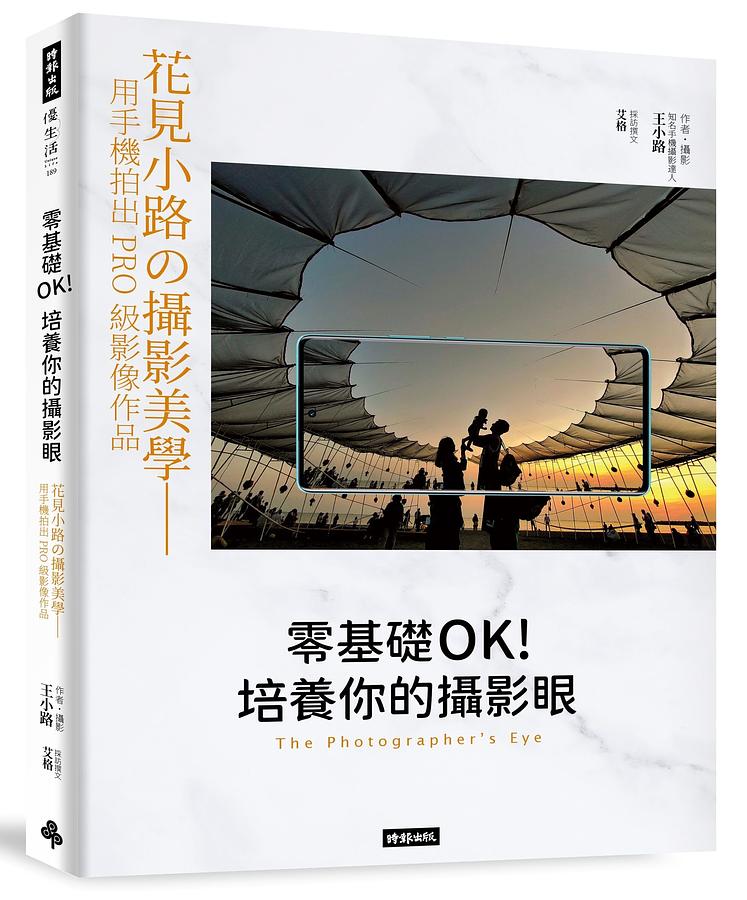 時報出版
優生活
189
零基礎OK!培養你的攝影眼
花見小路の攝影美學——
用手機拍出PRO級影像作品
作者・攝影
王小路
採訪撰文
艾格
花見小路の攝影美學——
用手機拍出 PRO 級影像作品
作者・攝影
知名手機攝影達人
王小路
採訪撰文
艾格
零基礎OK!
培養你的攝影眼
The Photographer's Eye
時報出版